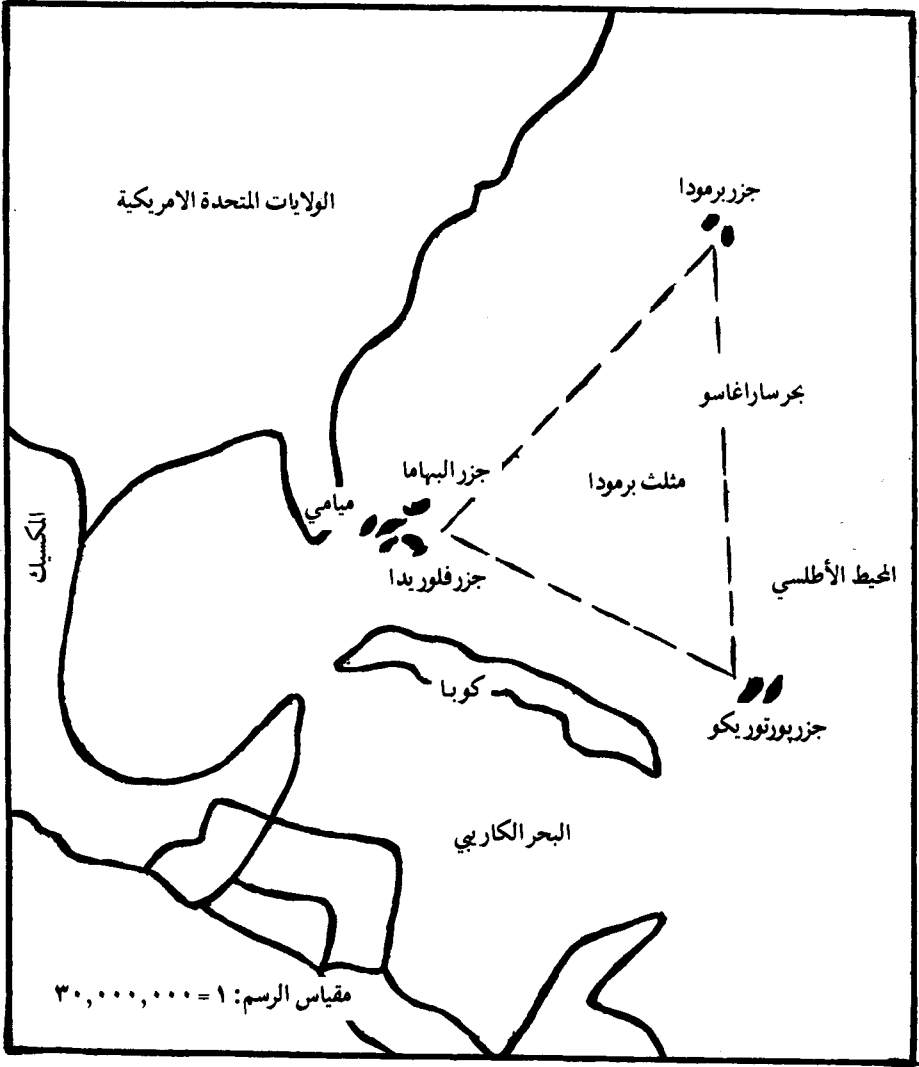 جزر برمودا
الولايات المتحدة الامريكية
بحر ساراغاسو
جزر البهاما
مثلث برمودا
ميامي
المكسيك
المحيط الأطلسي
جزر فلوريدا
كوبا
جزر پورتوريكو
البحر الكاريبي
مقياس الرسم: ١ = ٣٠,٠٠٠,٠٠٠